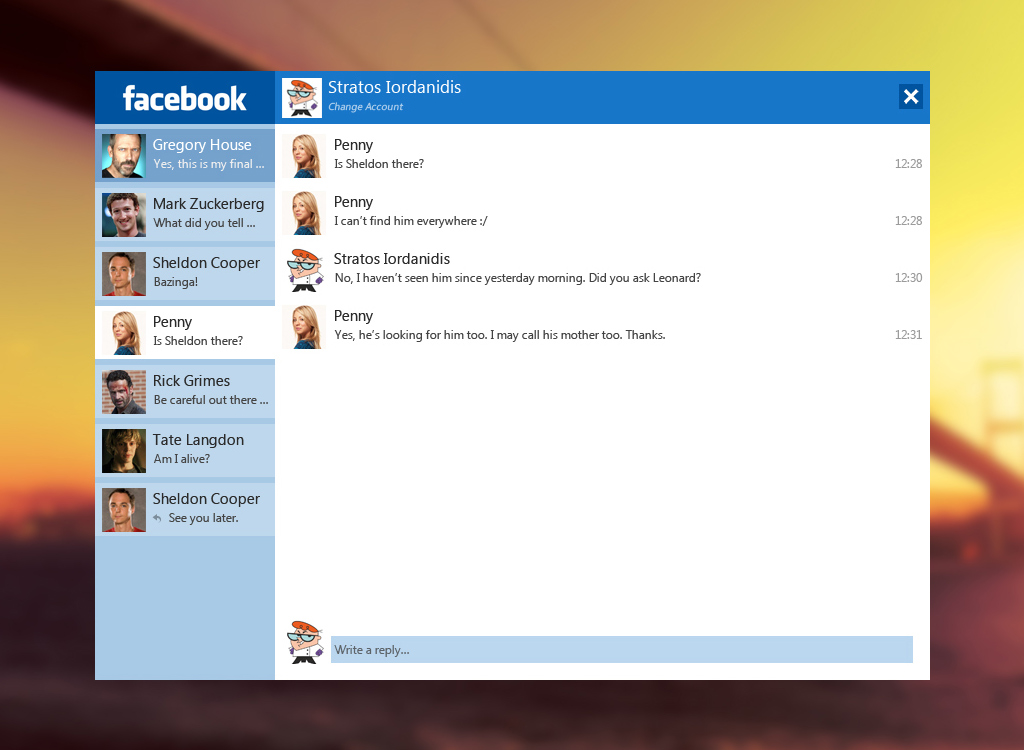 facebook
Stratos Iordanidis
Change Account
Gregory House
Yes, this is my final ...
Mark Zuckerberg
What did you tell ...
Sheldon Cooper
Bazinga!
Penny
Is Sheldon there?
Rick Grimes
Be careful out there ...
Tate Langdon
Am I alive?
Sheldon Cooper
See you later.
Penny
Is Sheldon there? 12:28
Penny
I can't find him everywhere :/ 12:28
Stratos Iordanidis
No, I haven't seen him since yesterday morning. Did you ask Leonard? 12:30
Penny
Yes, he's looking for him too. I may call his mother too. Thanks. 12:31
Write a reply...